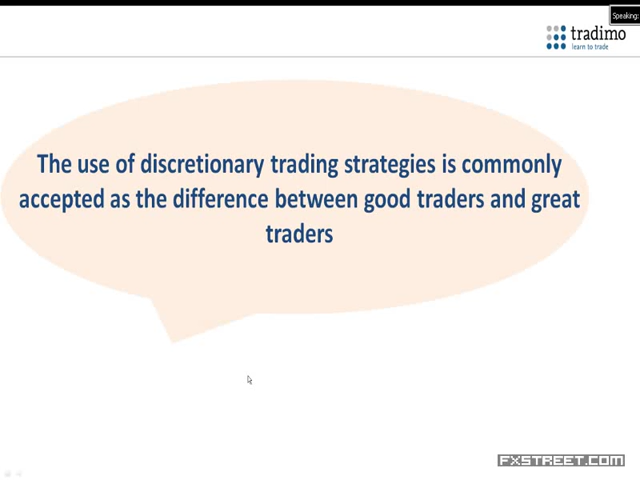 Speaking:
tradimo
learn to trade
The use of discretionary trading strategies is commonly
accepted as the difference between good traders and great
traders
FXSTREET.COM